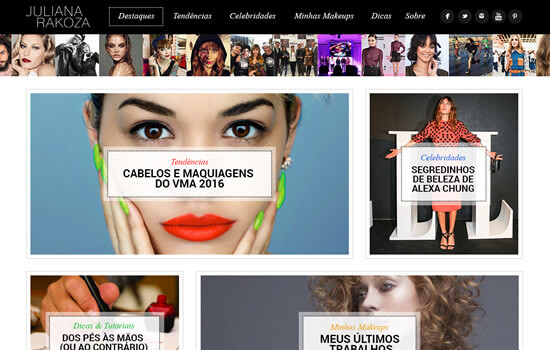 JULIANA
RAKOZA
Destaques Tendências Celebridades Minhas Makeups Dicas Sobre
Tendências
CABELOS E MAQUIAGENS
DO VMA 2016
Celebridades
SEGREDINHOS
DE BELEZA DE
ALEXA CHUNG
Dicas & Tutoriais
DOS PÉS ÀS MÃOS
(OU AO CONTRÁRIO)
Minhas Makeups
MEUS ÚLTIMOS
TRABALHOS